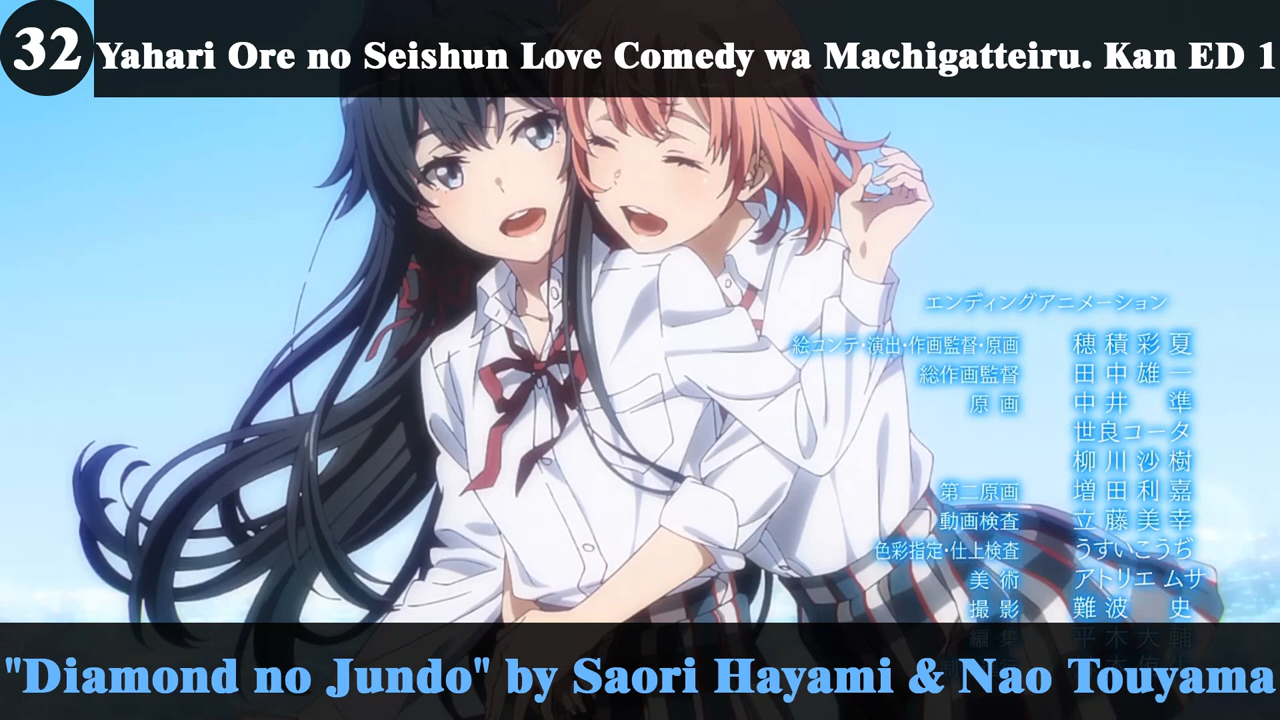 32
Yahari Ore no Seishun Love Comedy wa Machigatteiru. Kan ED 1
エンディングアニメーション
絵コンテ・演出・作画監督・原画 穂積彩夏
総作画監督 田中雄一
原画 中井 準
世良コータ
柳川沙樹
第二原画 増田利嘉
動画検査 立藤美幸
色彩指定・仕上検査 うすいこうぢ
美術 アトリエムサ
撮影 難波 史
編集 平木大輔
"Diamond no Jundo" by Saori Hayami & Nao Touyama